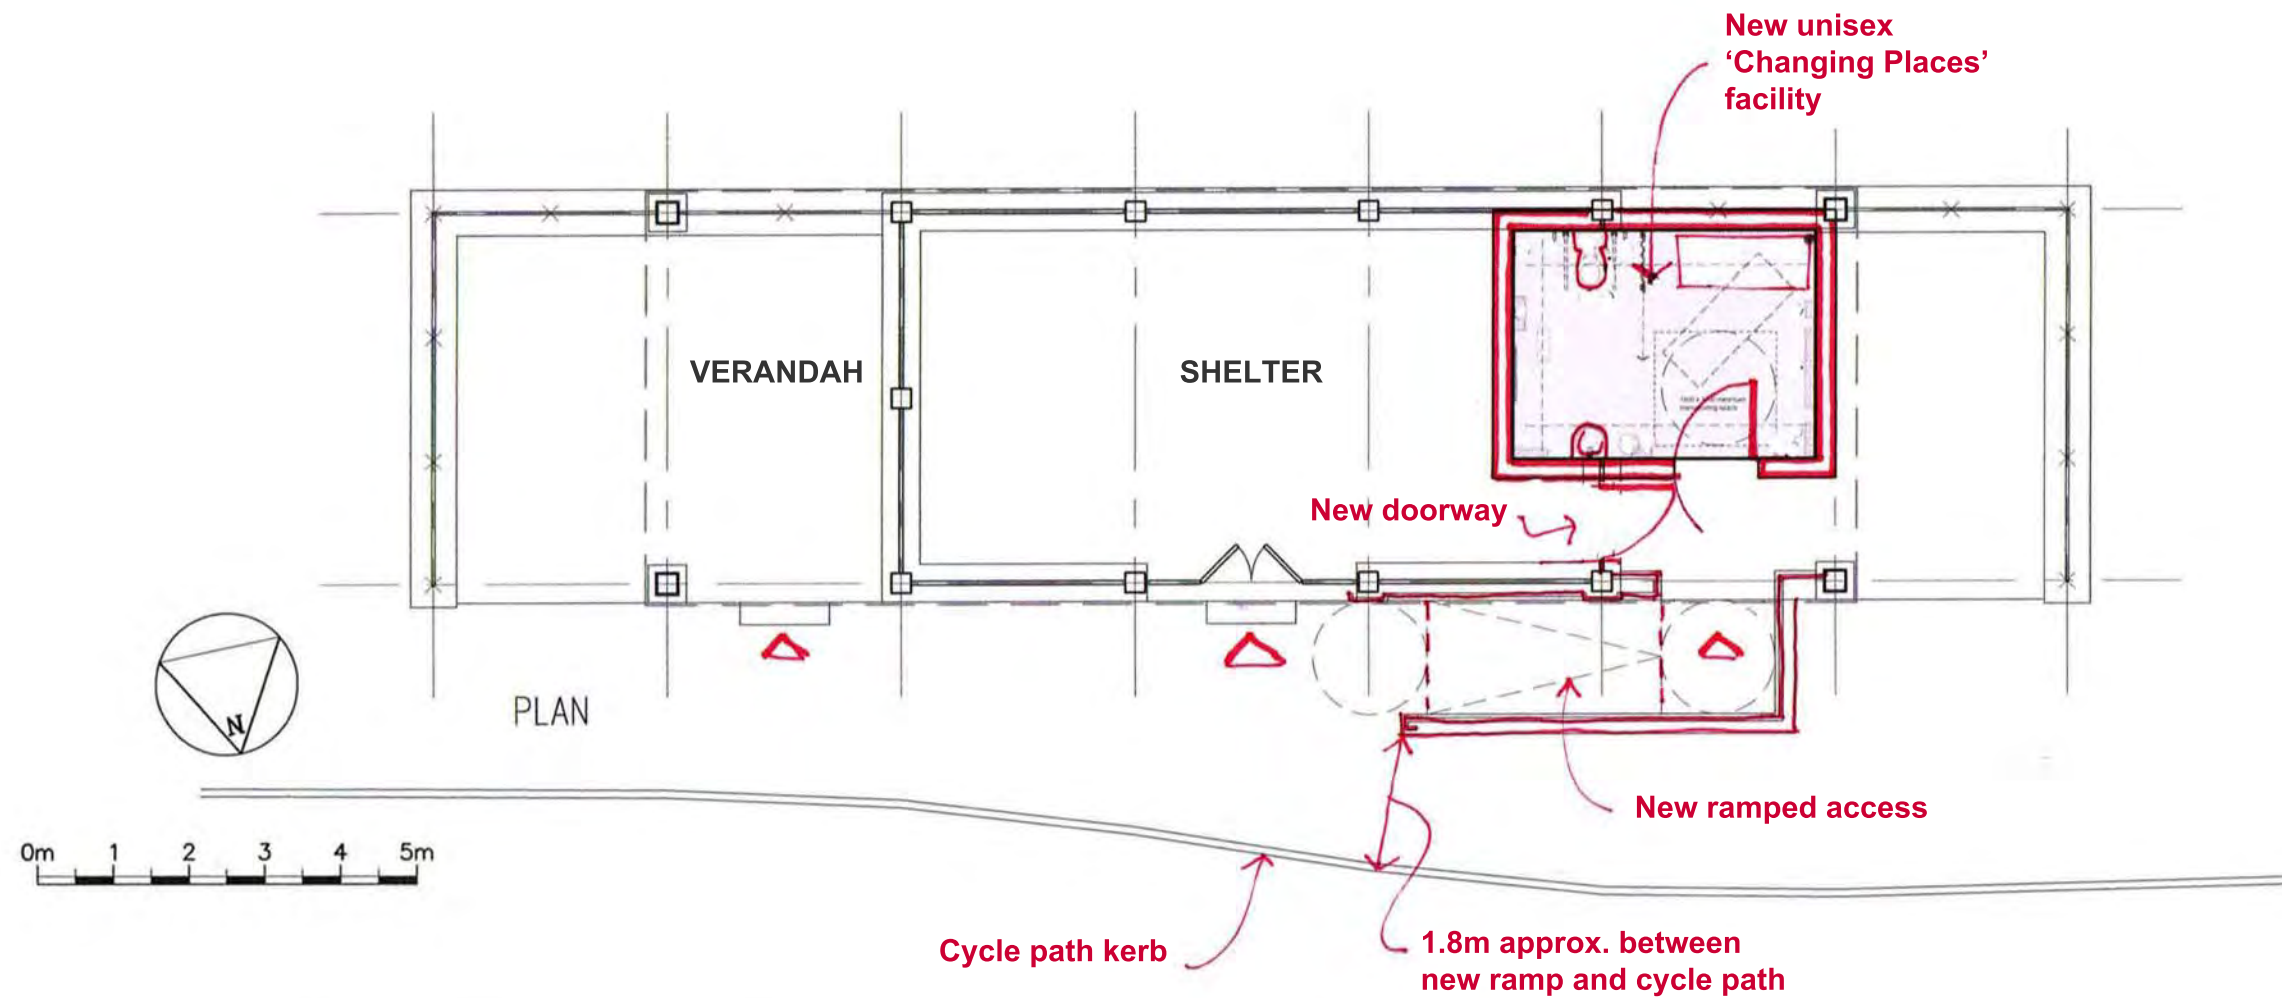 New unisex
‘Changing Places’
facility
VERANDAH
SHELTER
New doorway
N
PLAN
New ramped access
0m 1 2 3 4 5m
Cycle path kerb
1.8m approx. between
new ramp and cycle path